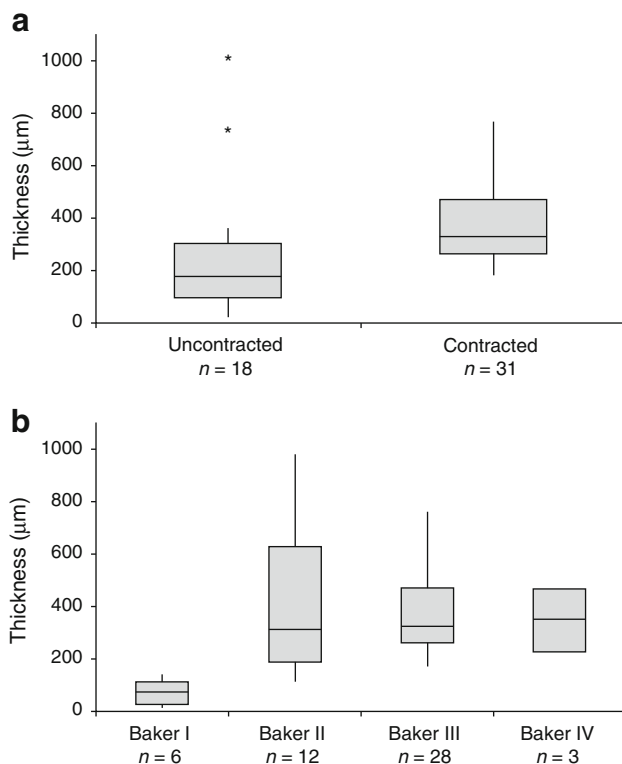 a
1000
800
600
400
200
0
Thickness (µm)
*
*
Uncontracted
Contracted
n = 18
n = 31
b
1000
800
600
400
200
0
Thickness (µm)
Baker I
Baker II
Baker III
Baker IV
n = 6
n = 12
n = 28
n = 3